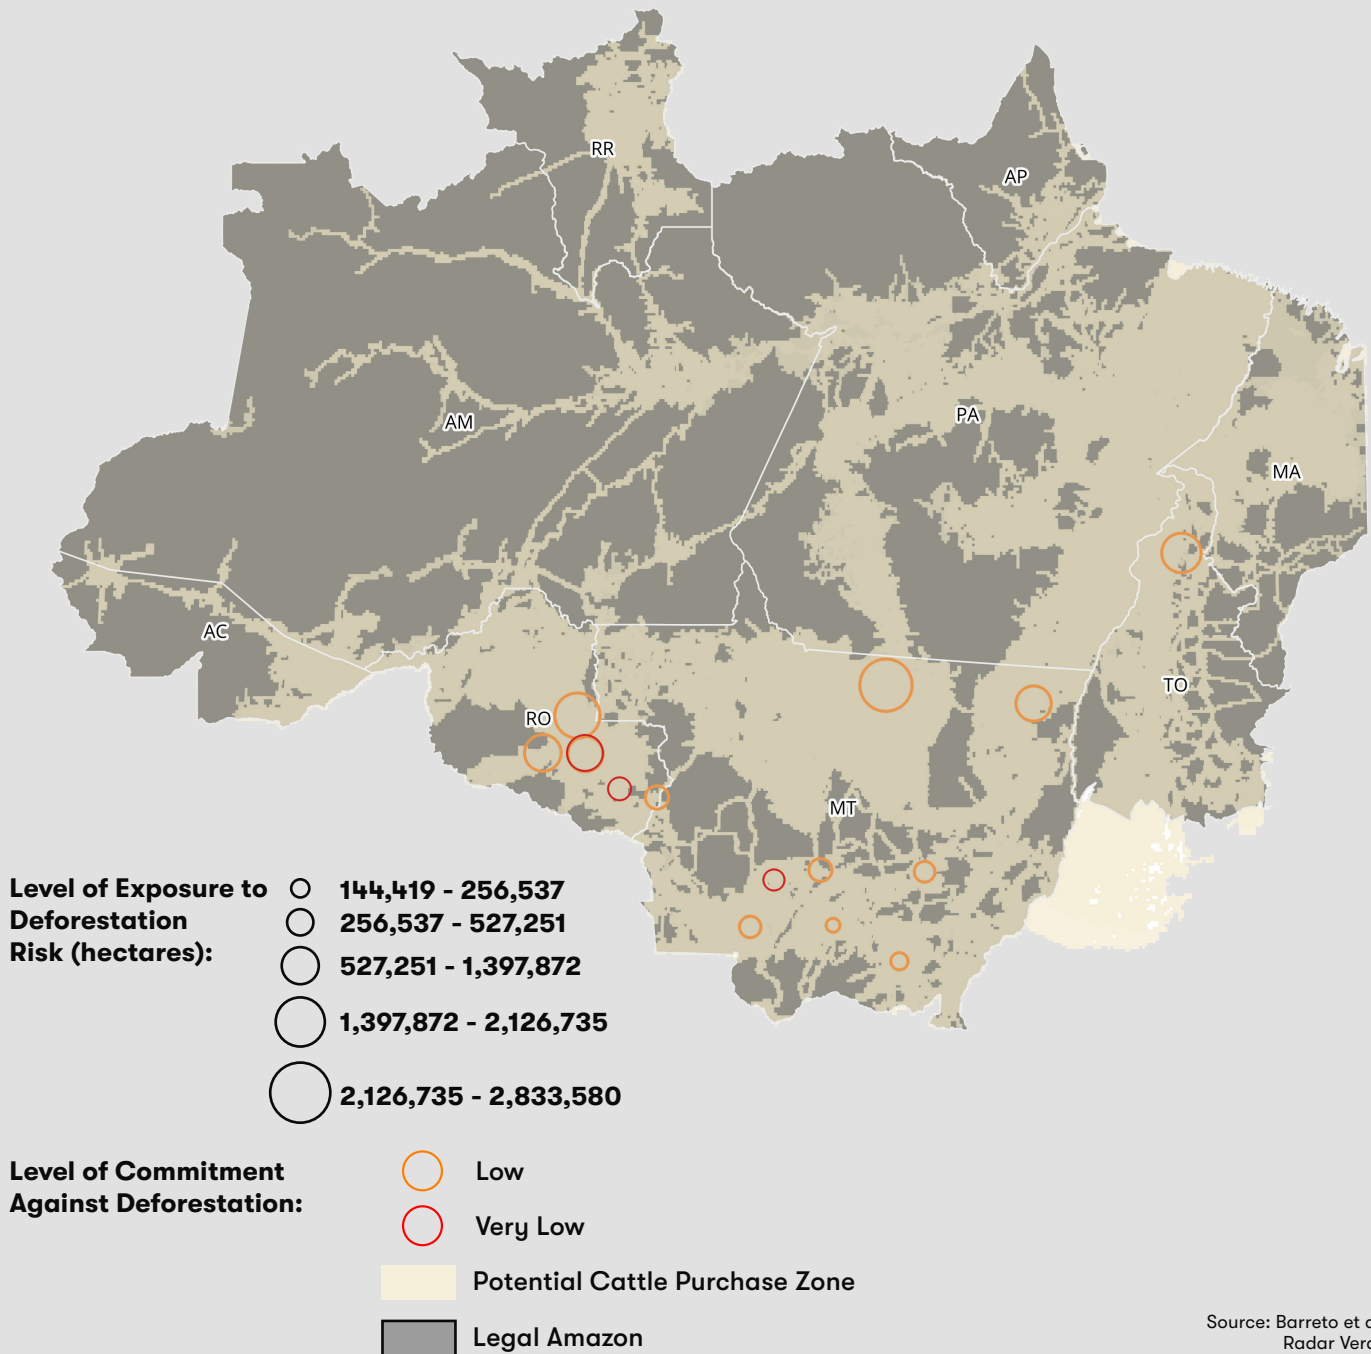 RR
AP
AM
PA
MA
AC
TO
RO
MT
Level of Exposure to
Deforestation
Risk (hectares):
144,419 - 256,537
256,537 - 527,251
527,251 - 1,397,872
1,397,872 - 2,126,735
2,126,735 - 2,833,580
Level of Commitment
Against Deforestation:
Low
Very Low
Potential Cattle Purchase Zone
Legal Amazon
Source: Barreto et
Radar